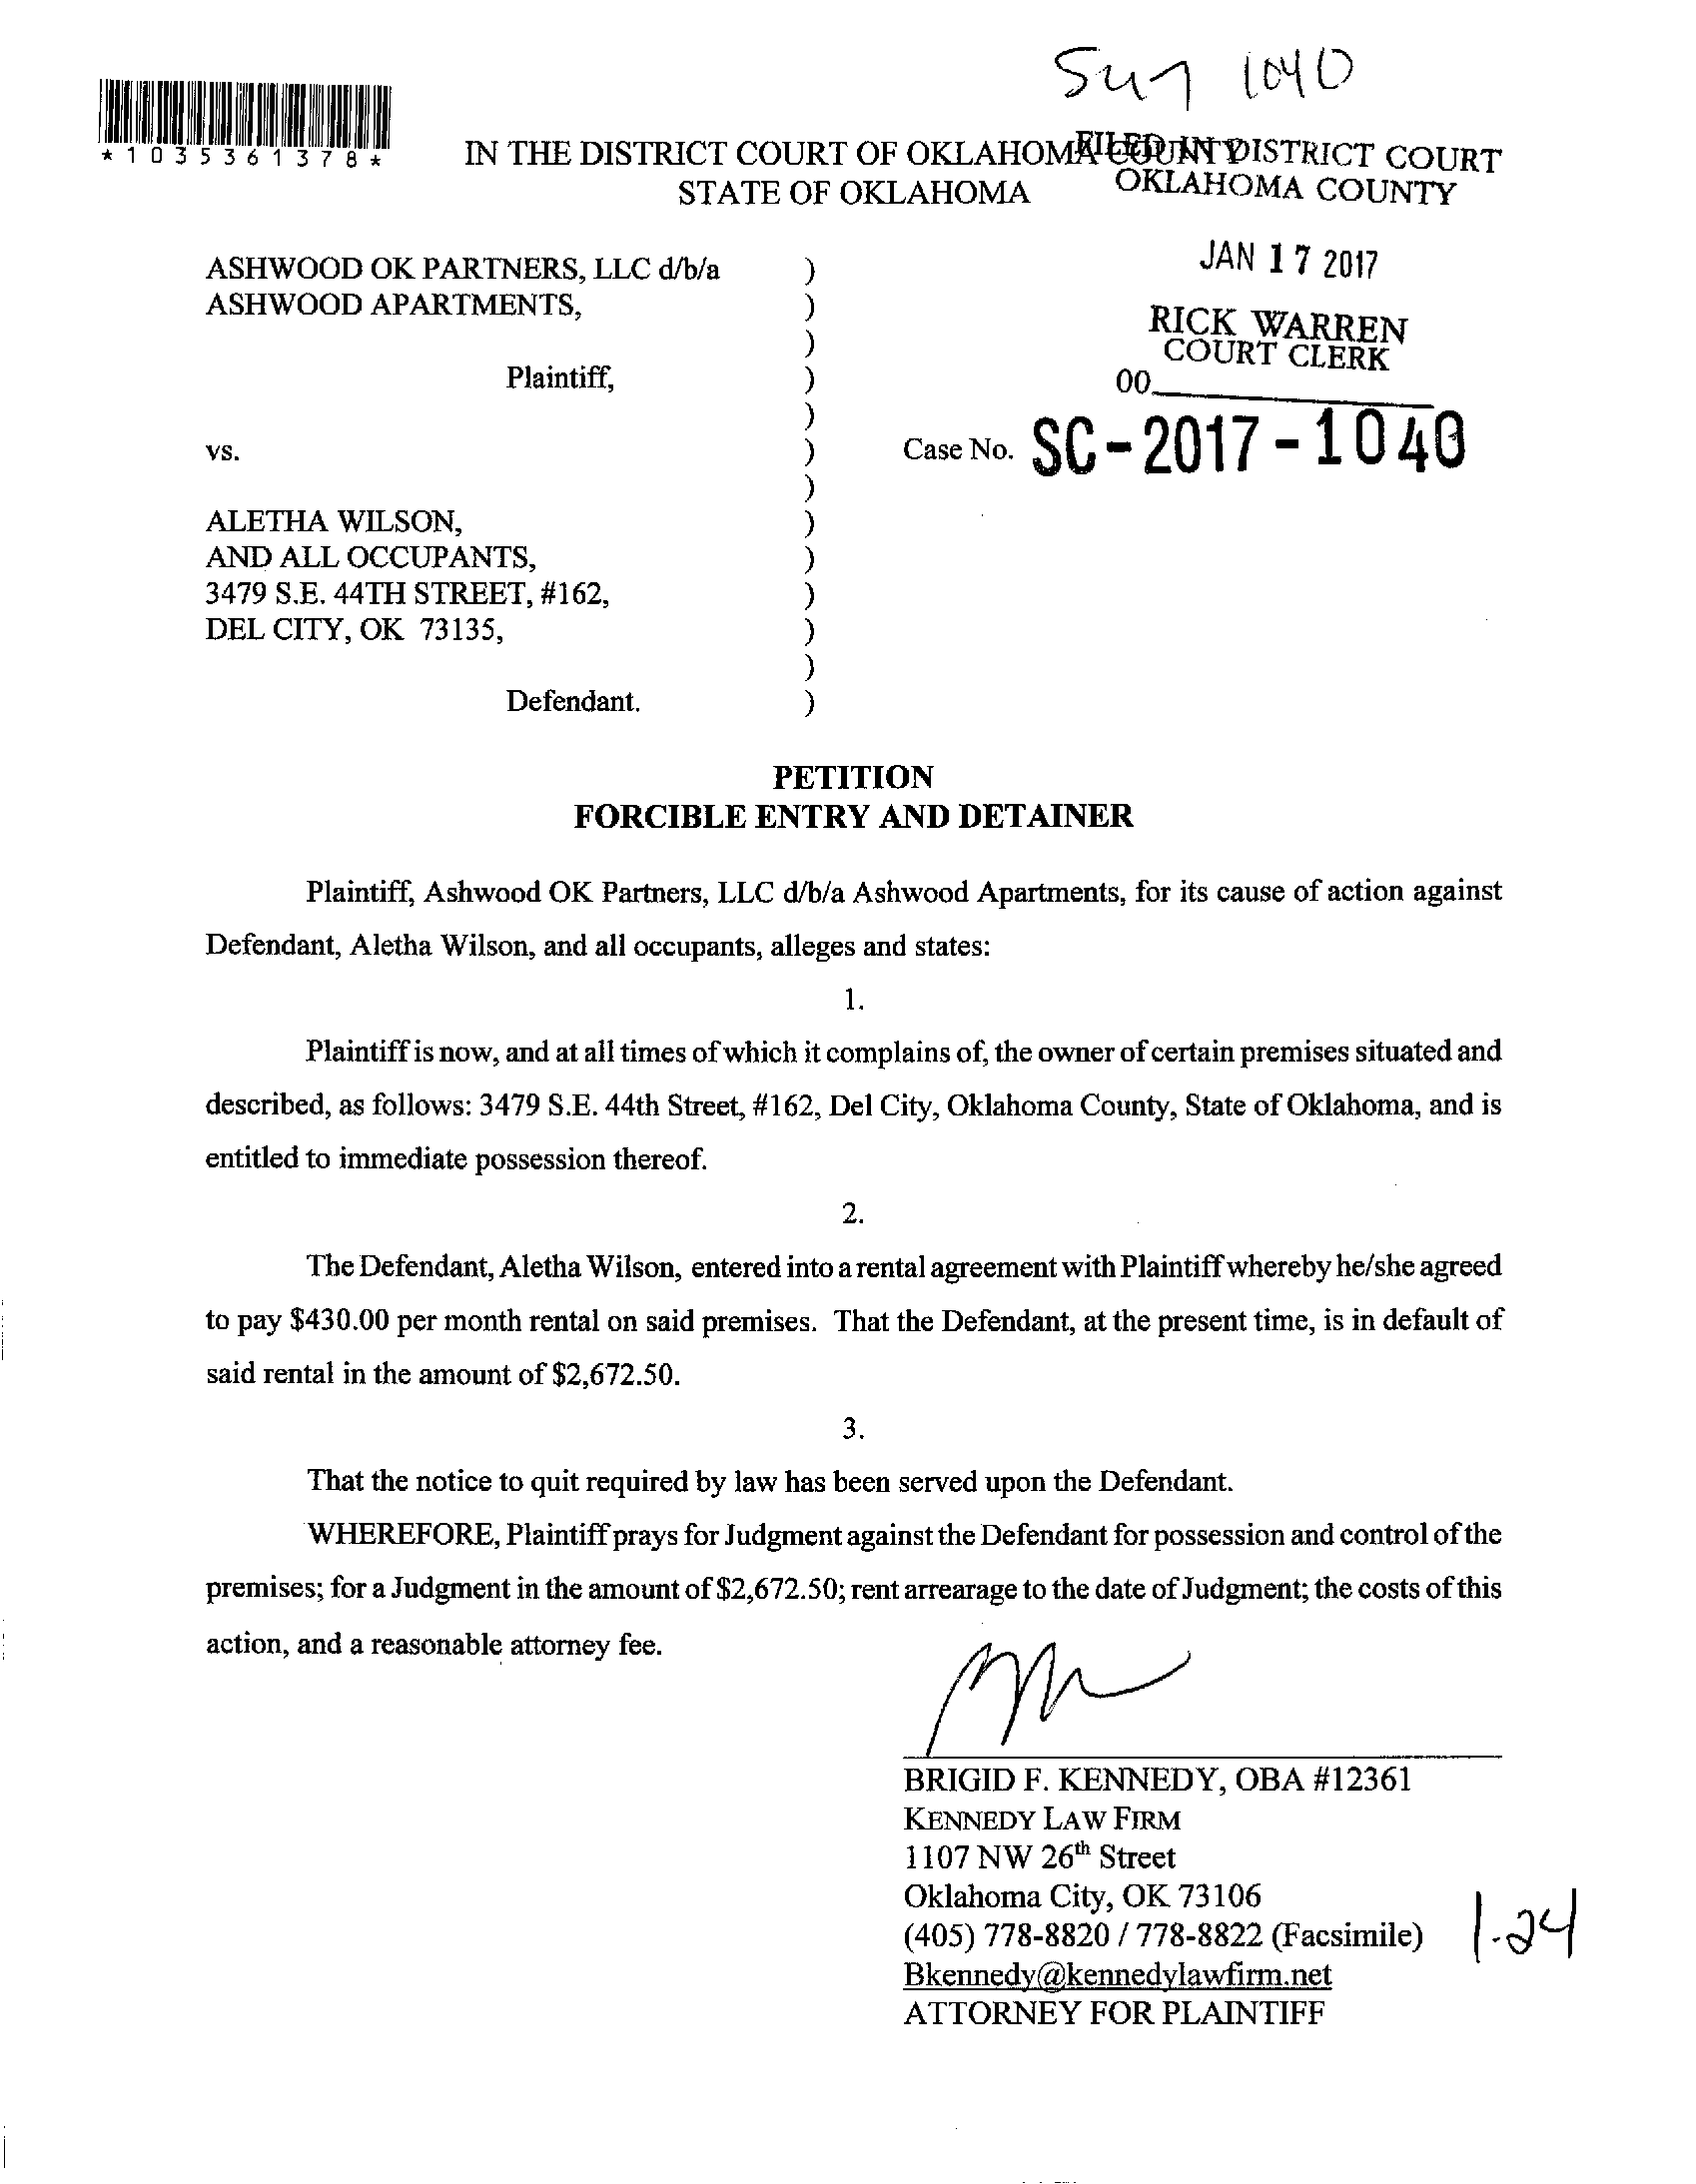 Sy7 1040
*1035361378*
IN THE DISTRICT COURT OF OKLAHOMA COUNTY
STATE OF OKLAHOMA
FILED IN DISTRICT COURT
OKLAHOMA COUNTY
JAN 17 2017
RICK WARREN
COURT CLERK
00
ASHWOOD OK PARTNERS, LLC d/b/a )
ASHWOOD APARTMENTS, )
)
Plaintiff, )
)
vs. ) Case No. SC-2017-1040
)
ALETHA WILSON, )
AND ALL OCCUPANTS, )
3479 S.E. 44TH STREET, #162, )
DEL CITY, OK 73135, )
)
Defendant. )
PETITION
FORCIBLE ENTRY AND DETAINER
Plaintiff, Ashwood OK Partners, LLC d/b/a Ashwood Apartments, for its cause of action against
Defendant, Aletha Wilson, and all occupants, alleges and states:
1.
Plaintiff is now, and at all times of which it complains of, the owner of certain premises situated and
described, as follows: 3479 S.E. 44th Street, #162, Del City, Oklahoma County, State of Oklahoma, and is
entitled to immediate possession thereof.
2.
The Defendant, Aletha Wilson, entered into a rental agreement with Plaintiff whereby he/she agreed
to pay $430.00 per month rental on said premises. That the Defendant, at the present time, is in default of
said rental in the amount of $2,672.50.
3.
That the notice to quit required by law has been served upon the Defendant.
WHEREFORE, Plaintiff prays for Judgment against the Defendant for possession and control of the
premises; for a Judgment in the amount of $2,672.50; rent arrearage to the date of Judgment; the costs of this
action, and a reasonable attorney fee.
BRIGID F. KENNEDY, OBA #12361
KENNEDY LAW FIRM
1107 NW 26th Street
Oklahoma City, OK 73106
(405) 778-8820 / 778-8822 (Facsimile)
Bkennedy@kennedylawfirm.net
ATTORNEY FOR PLAINTIFF
1-24